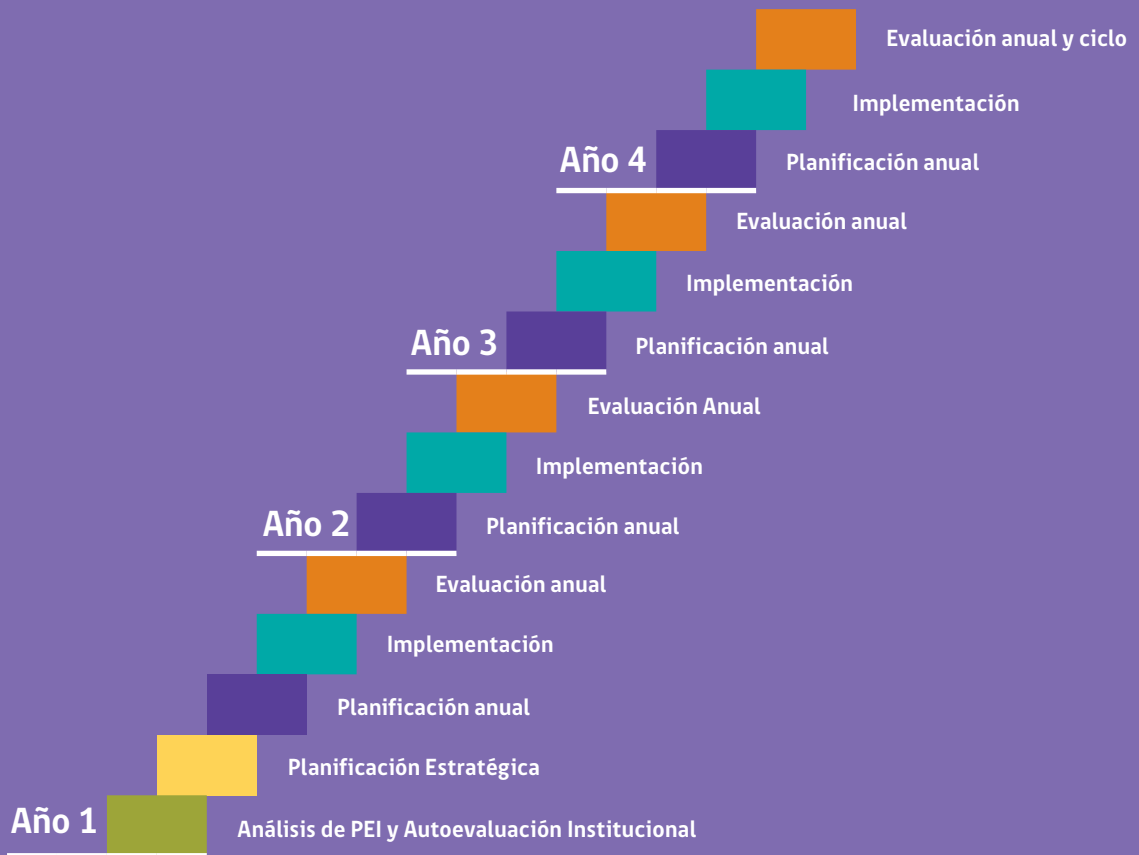 Evaluación anual y ciclo
Implementación
Año 4
Planificación anual
Evaluación anual
Implementación
Año 3
Planificación anual
Evaluación Anual
Implementación
Año 2
Planificación anual
Evaluación anual
Implementación
Planificación anual
Planificación Estratégica
Año 1
Análisis de PEI y Autoevaluación Institucional